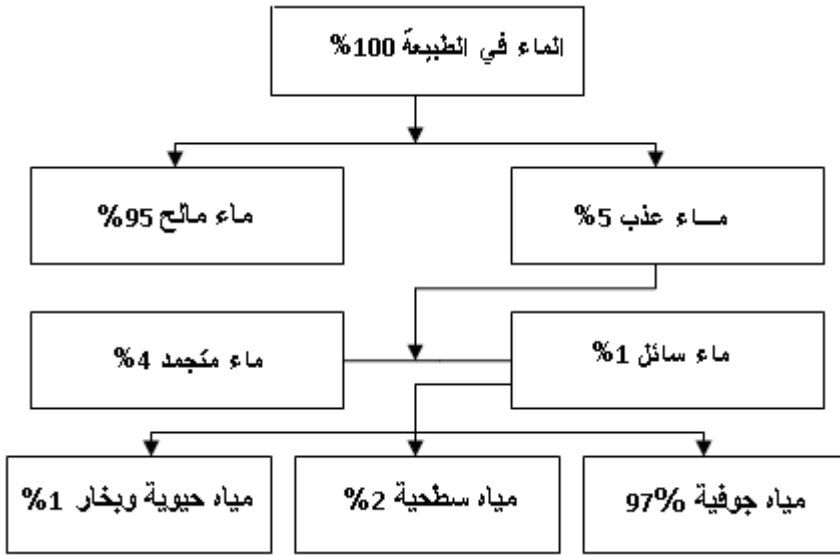 الماء في الطبيعة 100%
ماء عذب 5%
ماء مالح 95%
ماء سائل 1%
ماء متجمد 4%
مياه جوفية 97%
مياه سطحية 2%
مياه حيوية وبخار 1%